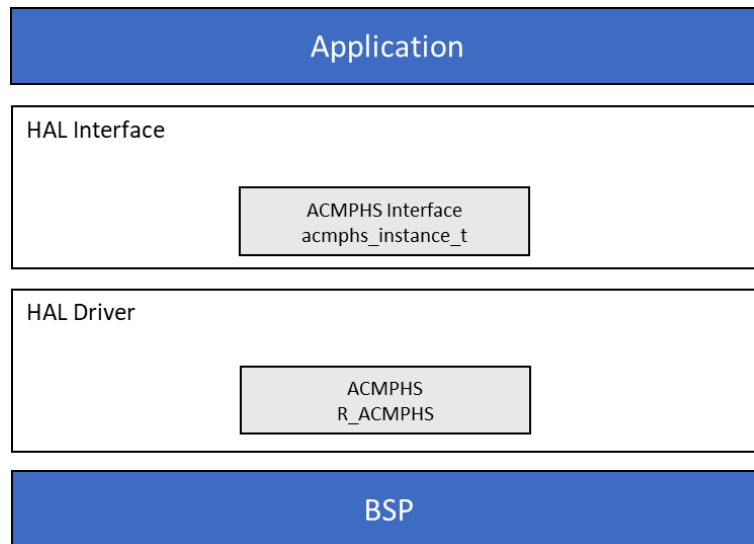 Application
HAL Interface
ACMPHS Interface
acmphs_instance_t
HAL Driver
ACMPHS
R_ACMPHS
BSP